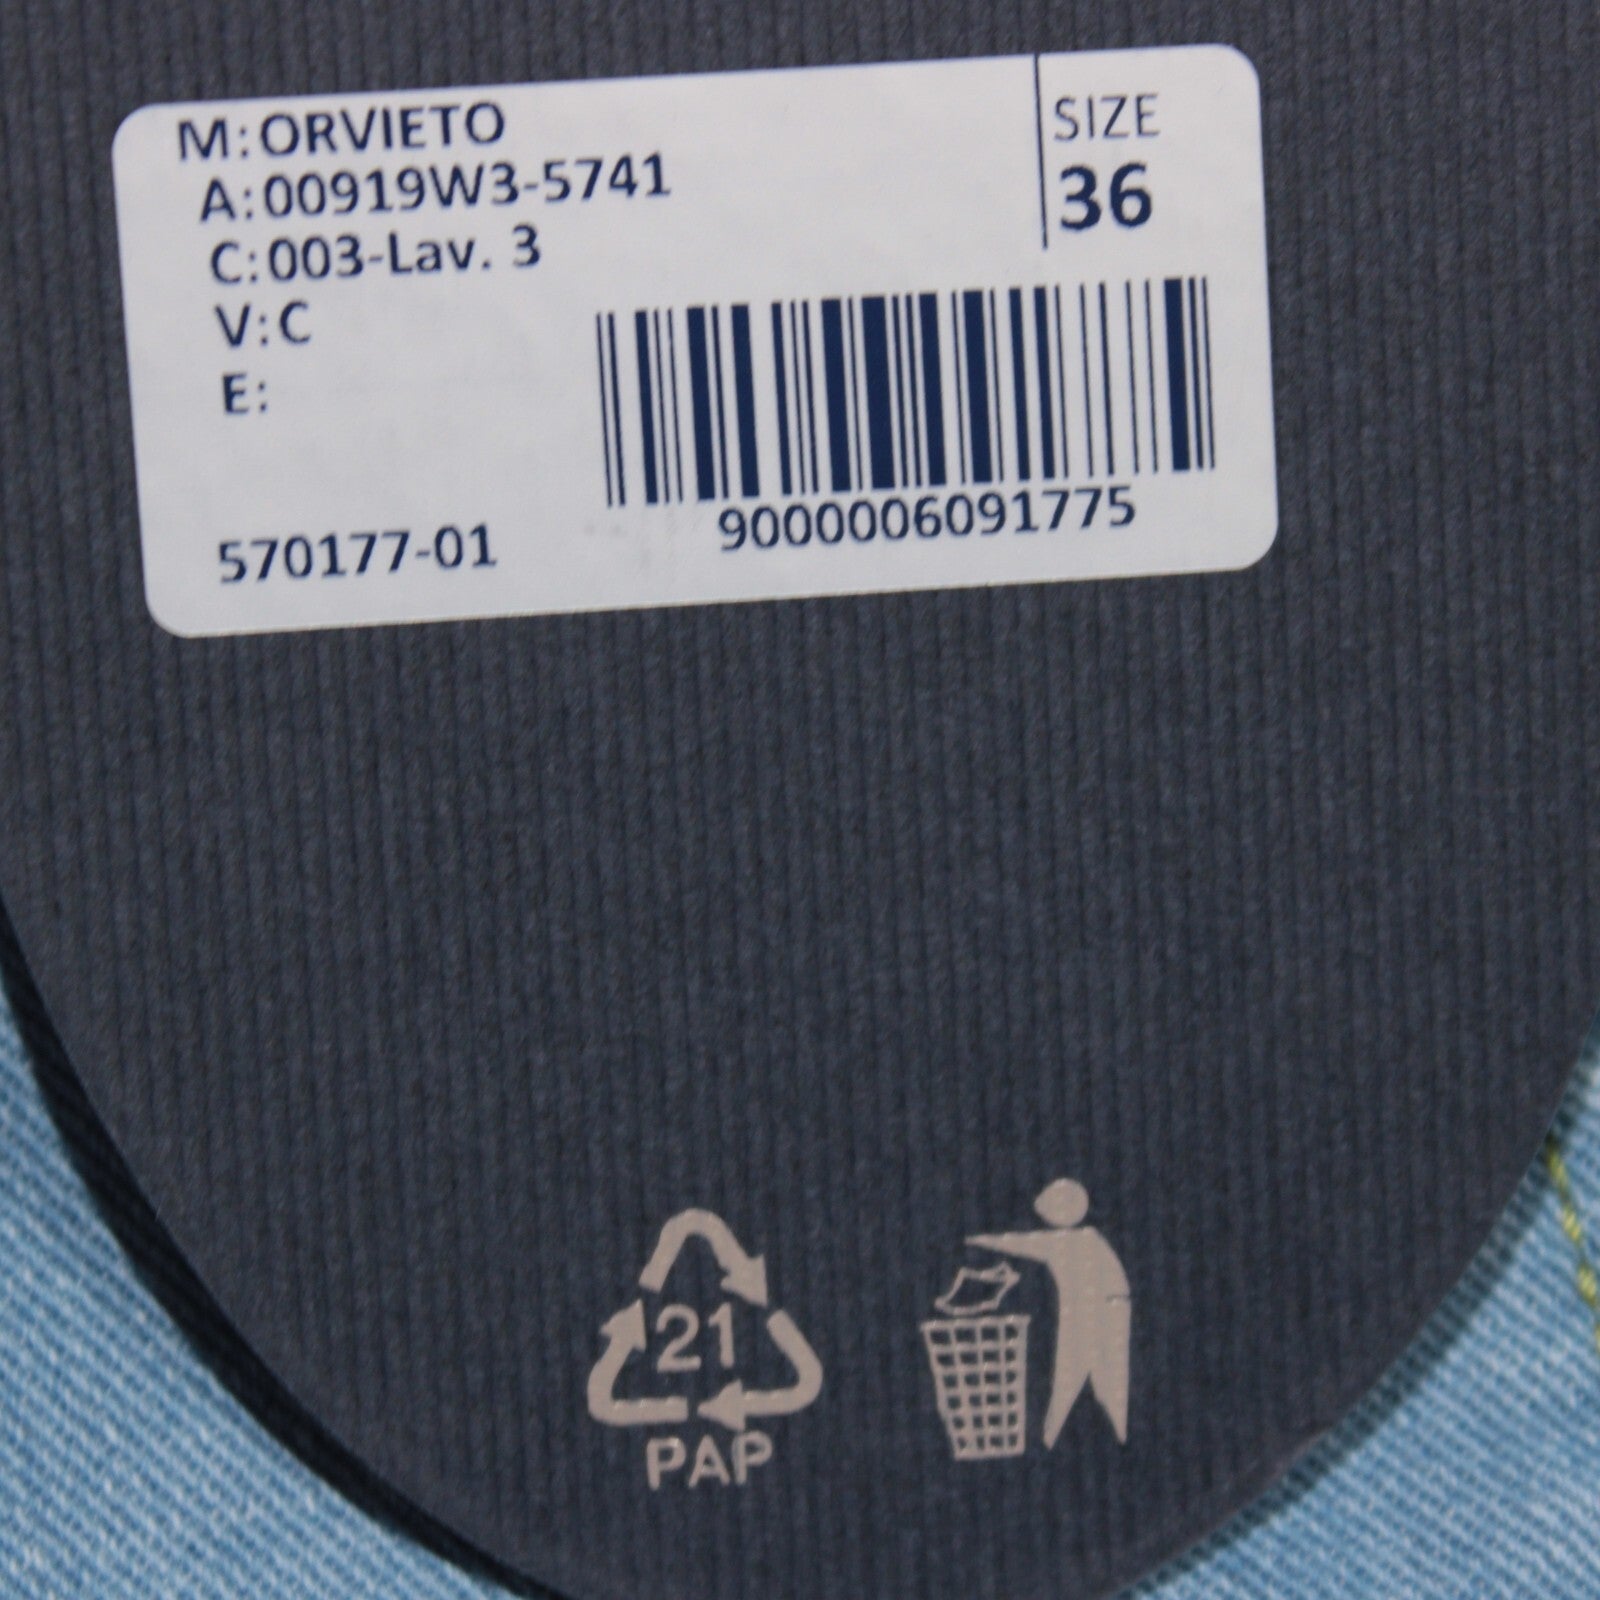 M:ORVIETO
A:00919W3-5741
C:003-Lav. 3
V:C
E:
SIZE
36
570177-01
9000006091775
21
PAP